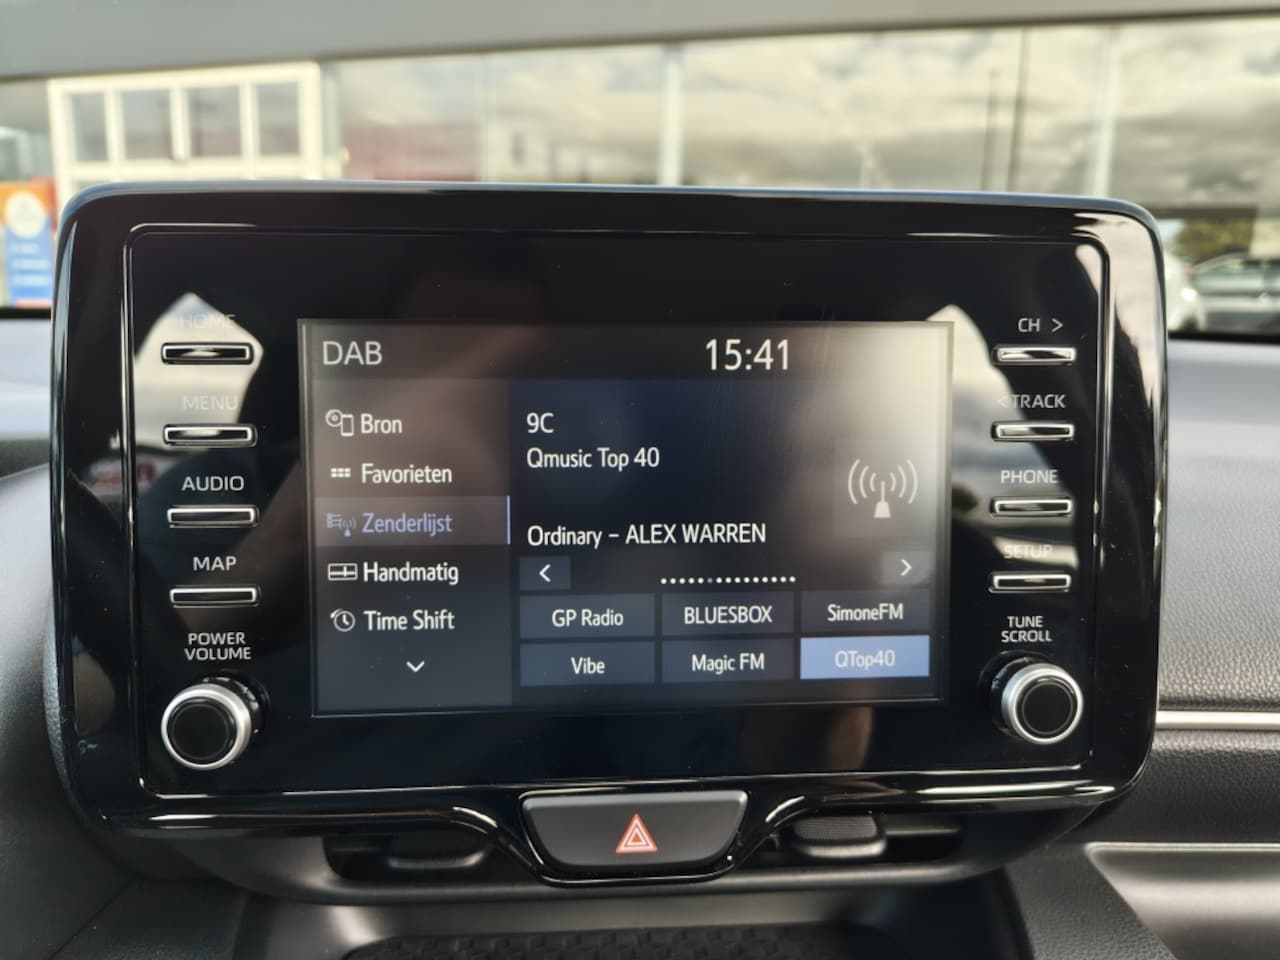 HOME
MENU
AUDIO
MAP
POWER
VOLUME
DAB
15:41
Bron
Favorieten
Zenderlijst
Handmatig
Time Shift
9C
Qmusic Top 40
Ordinary – ALEX WARREN
<
>
GP Radio
BLUESBOX
SimoneFM
Vibe
Magic FM
QTop40
CH >
<TRACK
PHONE
SETUP
TUNE
SCROLL